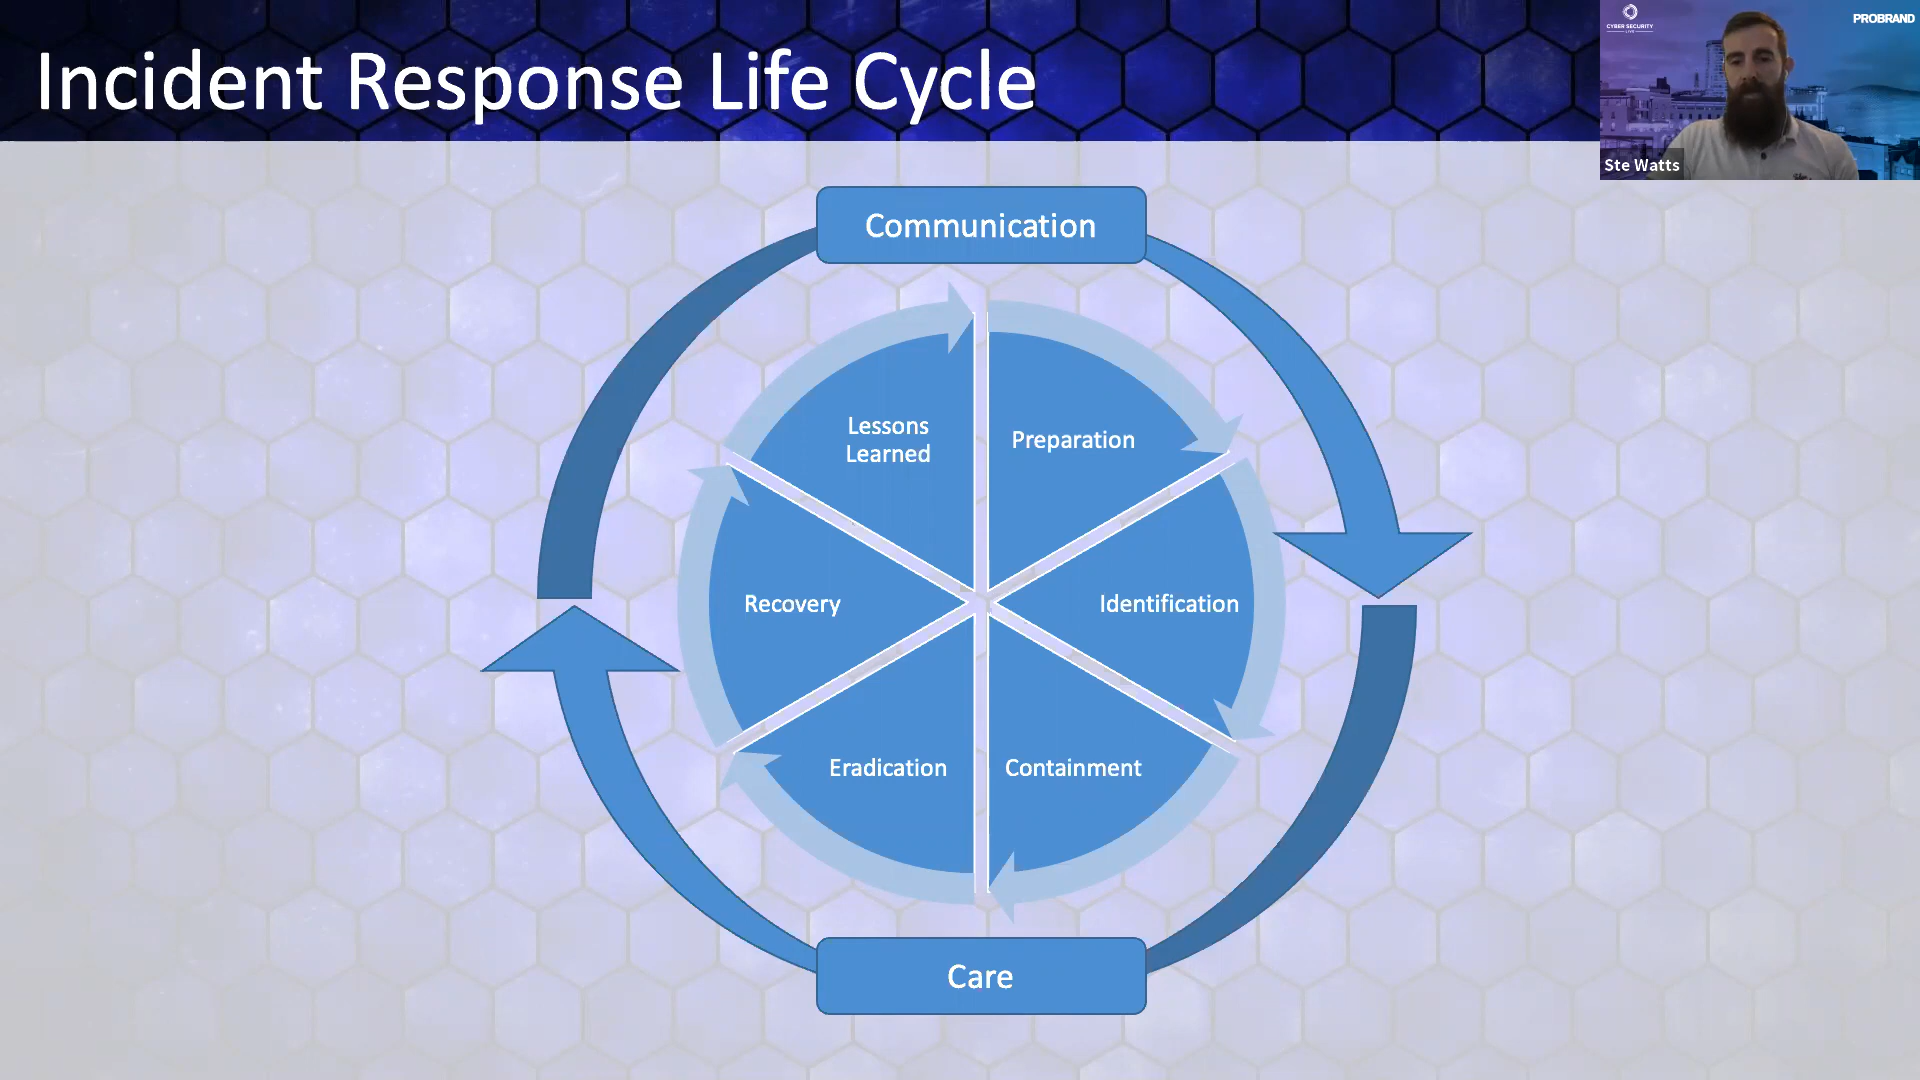 Incident Response Life Cycle
CYBER SECURITY
LIVE
PROBRAND
Ste Watts
Communication
Lessons
Learned
Preparation
Recovery
Identification
Eradication
Containment
Care